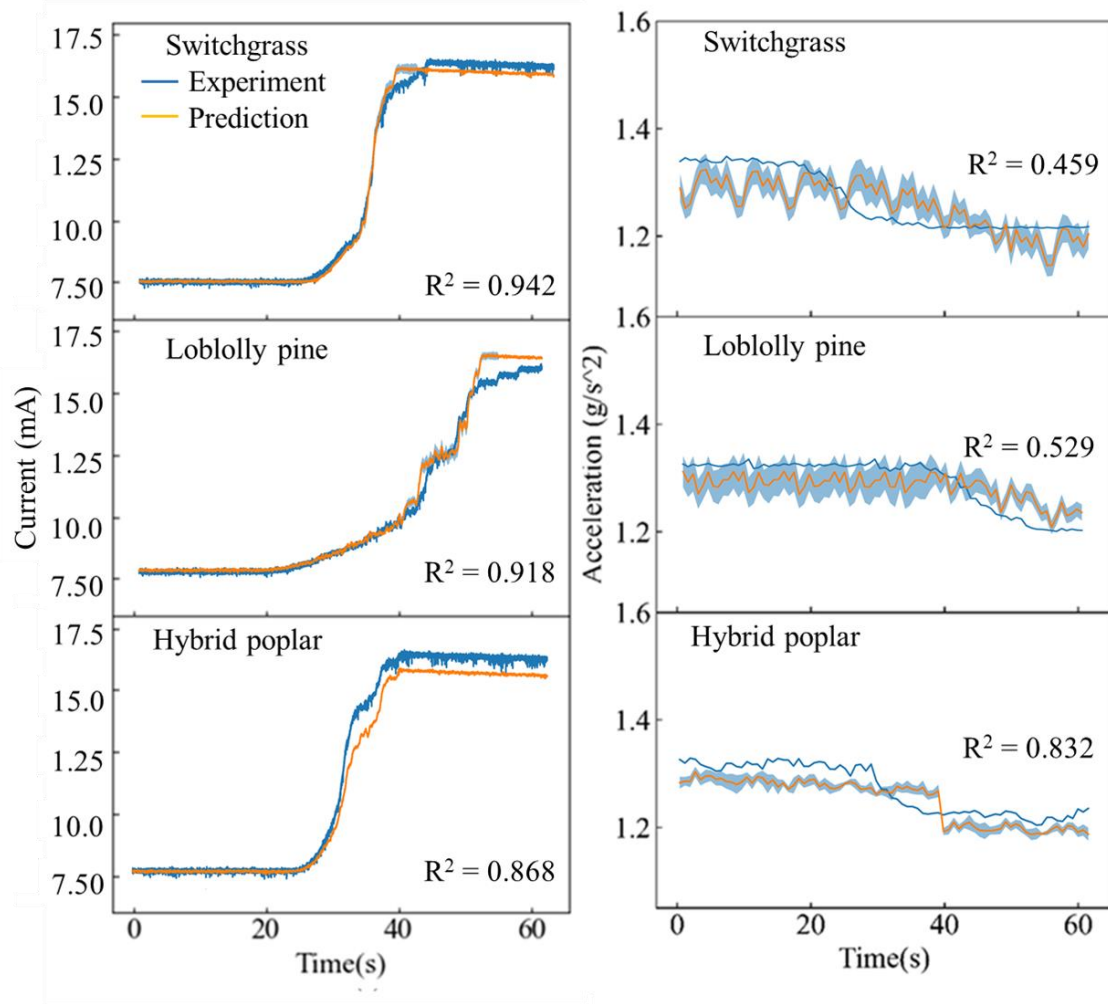 17.5
15.0
1.25
10.0
7.50
Switchgrass
Experiment
Prediction
R² = 0.942
17.5
15.0
1.25
10.0
7.50
Loblolly pine
R² = 0.918
17.5
15.0
1.25
10.0
7.50
Hybrid poplar
R² = 0.868
Current (mA)
0 20 40 60
Time(s)
1.6
1.4
1.2
Switchgrass
R² = 0.459
1.6
1.4
1.2
Loblolly pine
R² = 0.529
1.6
1.4
1.2
Hybrid poplar
R² = 0.832
Acceleration (g/s^2)
0 20 40 60
Time(s)